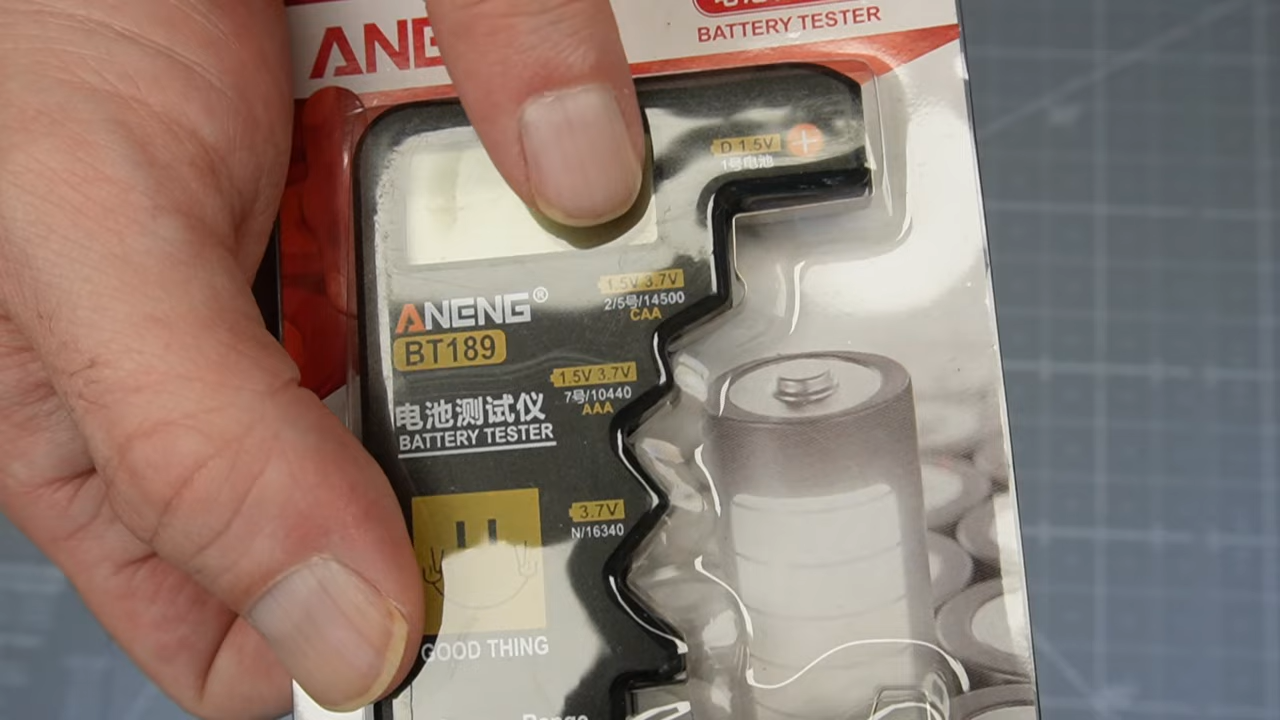 BATTERY TESTER
ANE
D 1.5V
1号电池
1.5V 3.7V
2/5号/14500
CAA
ANENG®
BT189
1.5V 3.7V
7号/10440
AAA
电池测试仪
BATTERY TESTER
3.7V
N/16340
GOOD THING
Range